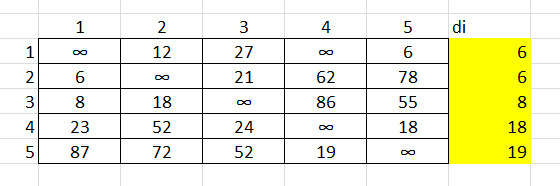 1 2 3 4 5 di
1 ∞ 12 27 ∞ 6 6
2 6 ∞ 21 62 78 6
3 8 18 ∞ 86 55 8
4 23 52 24 ∞ 18 18
5 87 72 52 19 ∞ 19